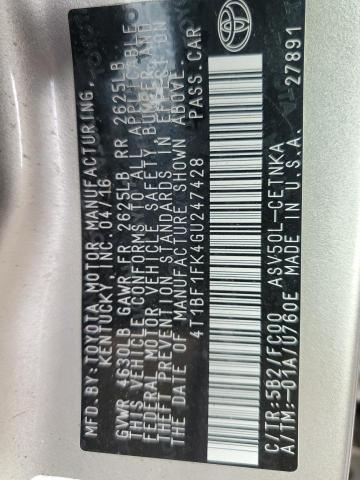 MFD. BY: TOYOTA MOTOR MANUFACTURING,
KENTUCKY, INC. 04/16
GVWR 4630LB GAWR FR 2625LB RR 2625LB
THIS VEHICLE CONFORMS TO ALL APPLICABLE
FEDERAL MOTOR VEHICLE SAFETY, BUMPER, AND
THEFT PREVENTION STANDARDS IN EFFECT ON
THE DATE OF MANUFACTURE SHOWN ABOVE.
4T1BF1FK4GU247428 PASS.CAR
C/TR:5B21FC00 ASV50L-CETNKA
A/TM:-01A/U760E MADE IN U.S.A.
27891
TOYOTA